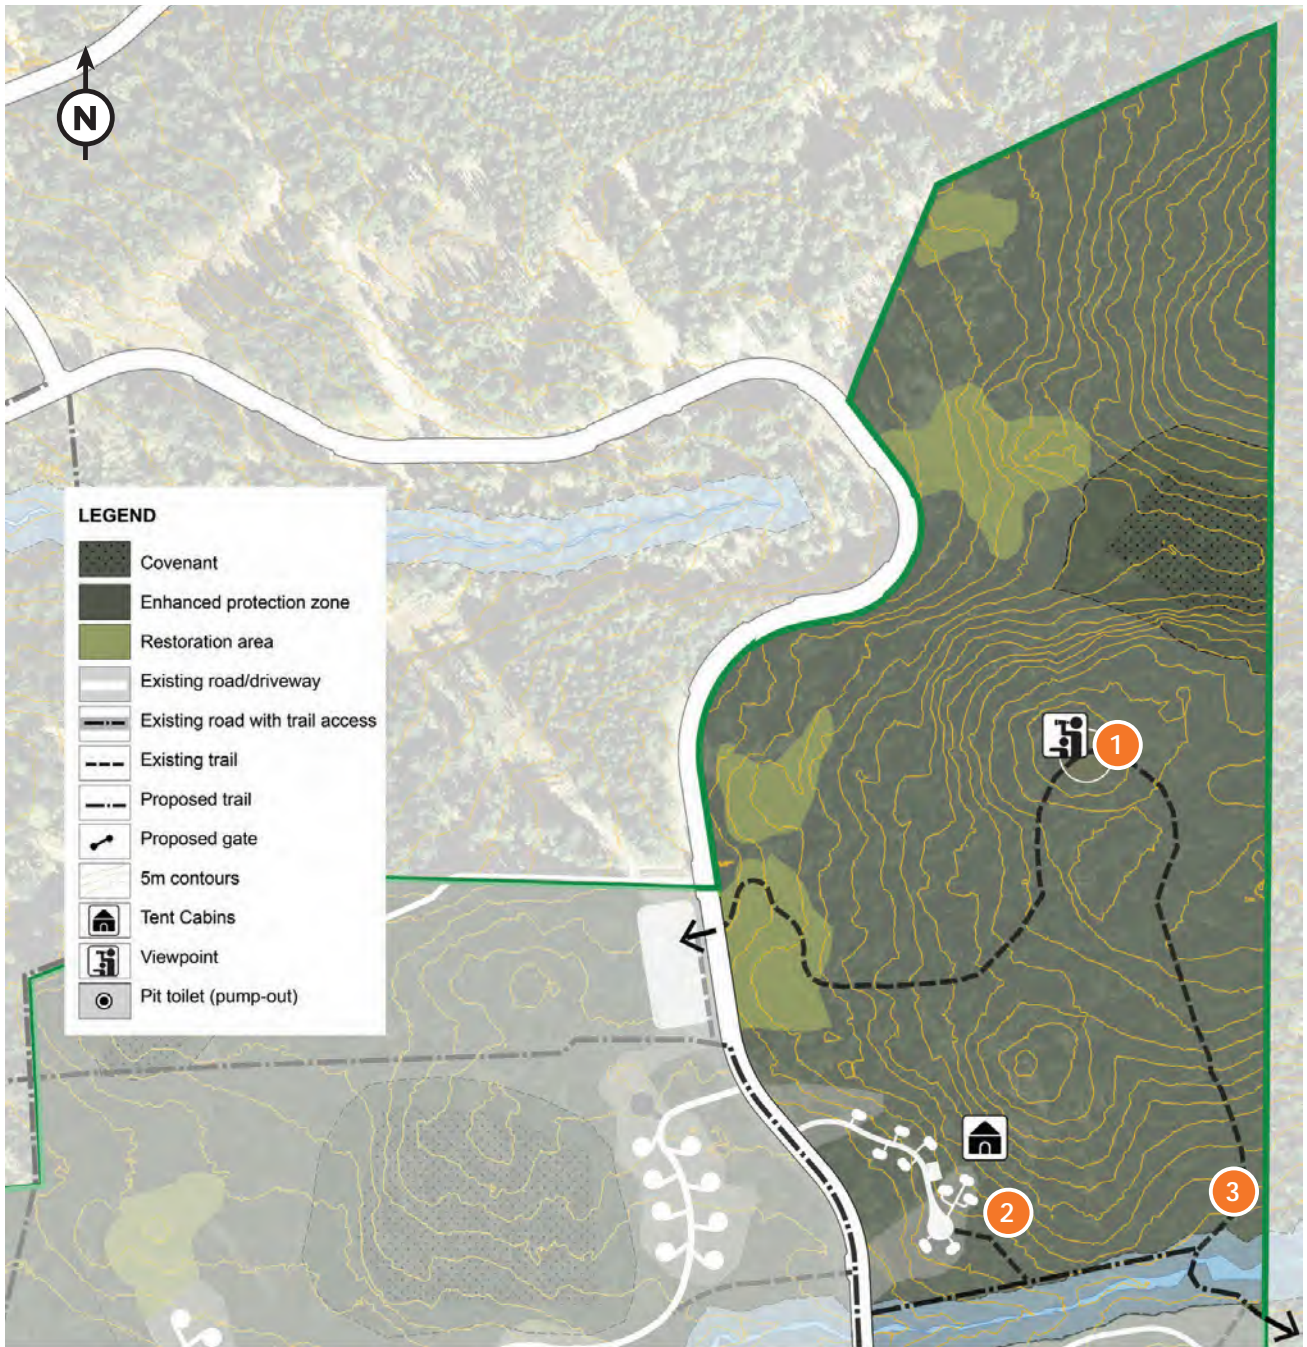 N
LEGEND
Covenant
Enhanced protection zone
Restoration area
Existing road/driveway
Existing road with trail access
Existing trail
Proposed trail
Proposed gate
5m contours
Tent Cabins
Viewpoint
Pit toilet (pump-out)
1
2
3